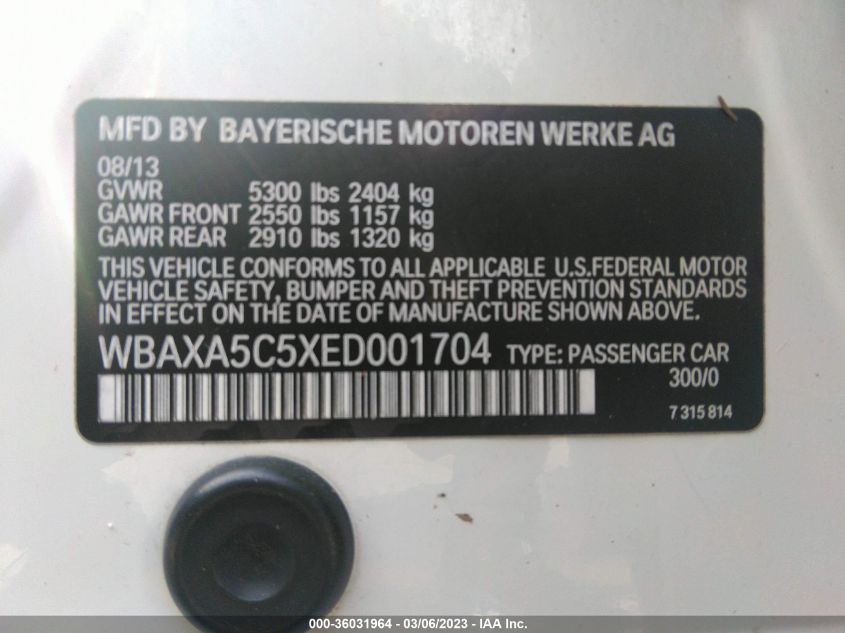 MFD BY BAYERISCHE MOTOREN WERKE AG
08/13
GVWR 5300 lbs 2404 kg
GAWR FRONT 2550 lbs 1157 kg
GAWR REAR 2910 lbs 1320 kg
THIS VEHICLE CONFORMS TO ALL APPLICABLE U.S.FEDERAL MOTOR
VEHICLE SAFETY, BUMPER AND THEFT PREVENTION STANDARDS
IN EFFECT ON THE DATE OF MANUFACTURE SHOWN ABOVE.
WBAXA5C5XED001704 TYPE: PASSENGER CAR
300/0
7 315 814
000-36031964 - 03/06/2023 - IAA Inc.